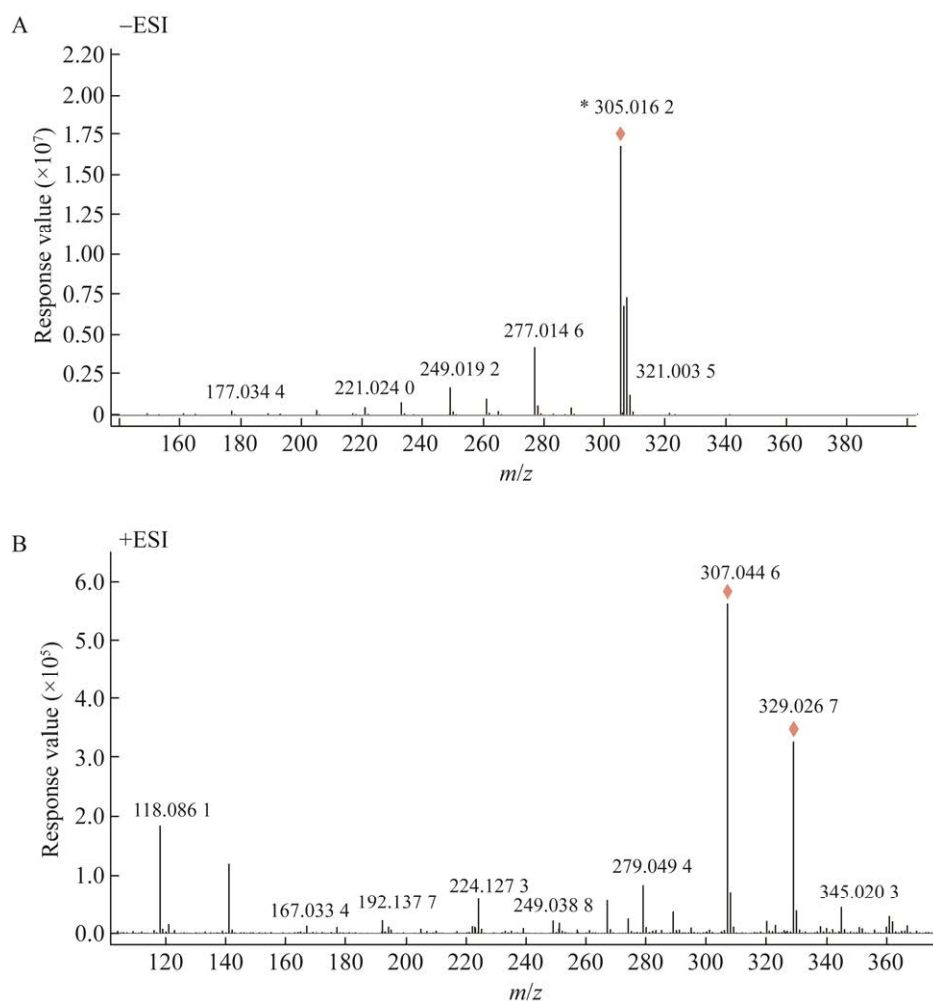 A
−ESI
Response value (×10⁷)
2.20
2.00
1.75
1.50
1.00
0.75
0.50
0.25
0
* 305.016 2
321.003 5
277.014 6
249.019 2
221.024 0
177.034 4
160 180 200 220 240 260 280 300 320 340 360 380
m/z
B
+ESI
Response value (×10⁵)
6.0
5.0
4.0
3.0
2.0
1.0
0.0
307.044 6
329.026 7
118.086 1
279.049 4
224.127 3
345.020 3
192.137 7
249.038 8
167.033 4
120 140 160 180 200 220 240 260 280 300 320 340 360
m/z